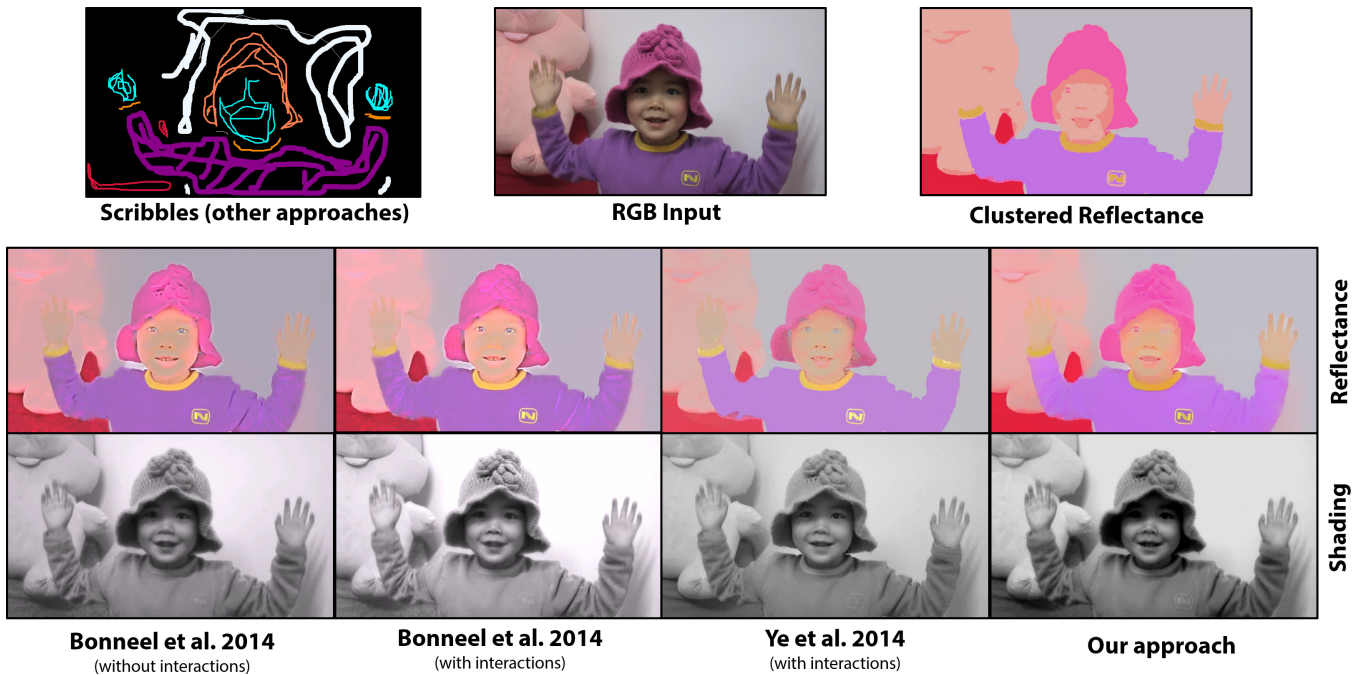 Scribbles (other approaches)
RGB Input
Clustered Reflectance
Reflectance
Shading
Bonneel et al. 2014
(without interactions)
Bonneel et al. 2014
(with interactions)
Ye et al. 2014
(with interactions)
Our approach